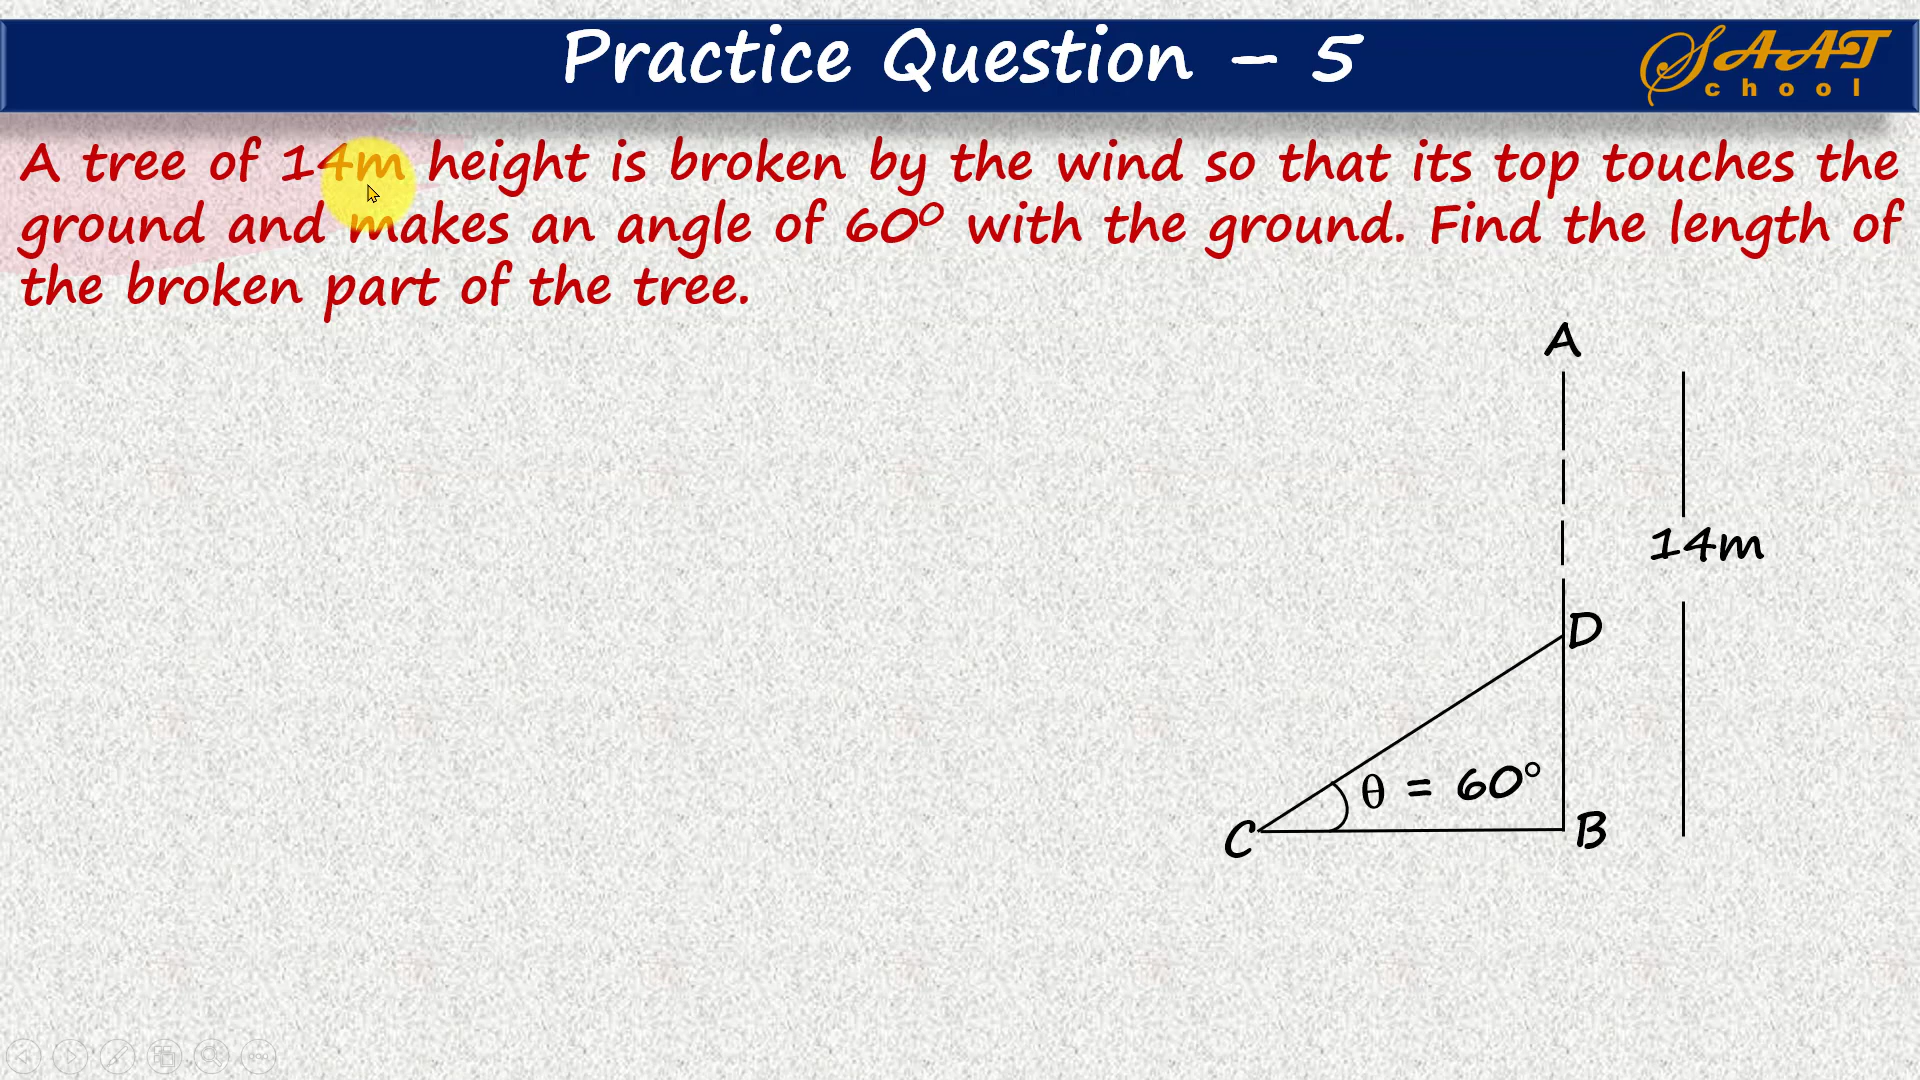 Practice Question – 5
SAAT
chool
A tree of 14m height is broken by the wind so that its top touches the
ground and makes an angle of 60° with the ground. Find the length of
the broken part of the tree.
A
14m
D
θ = 60°
C
B